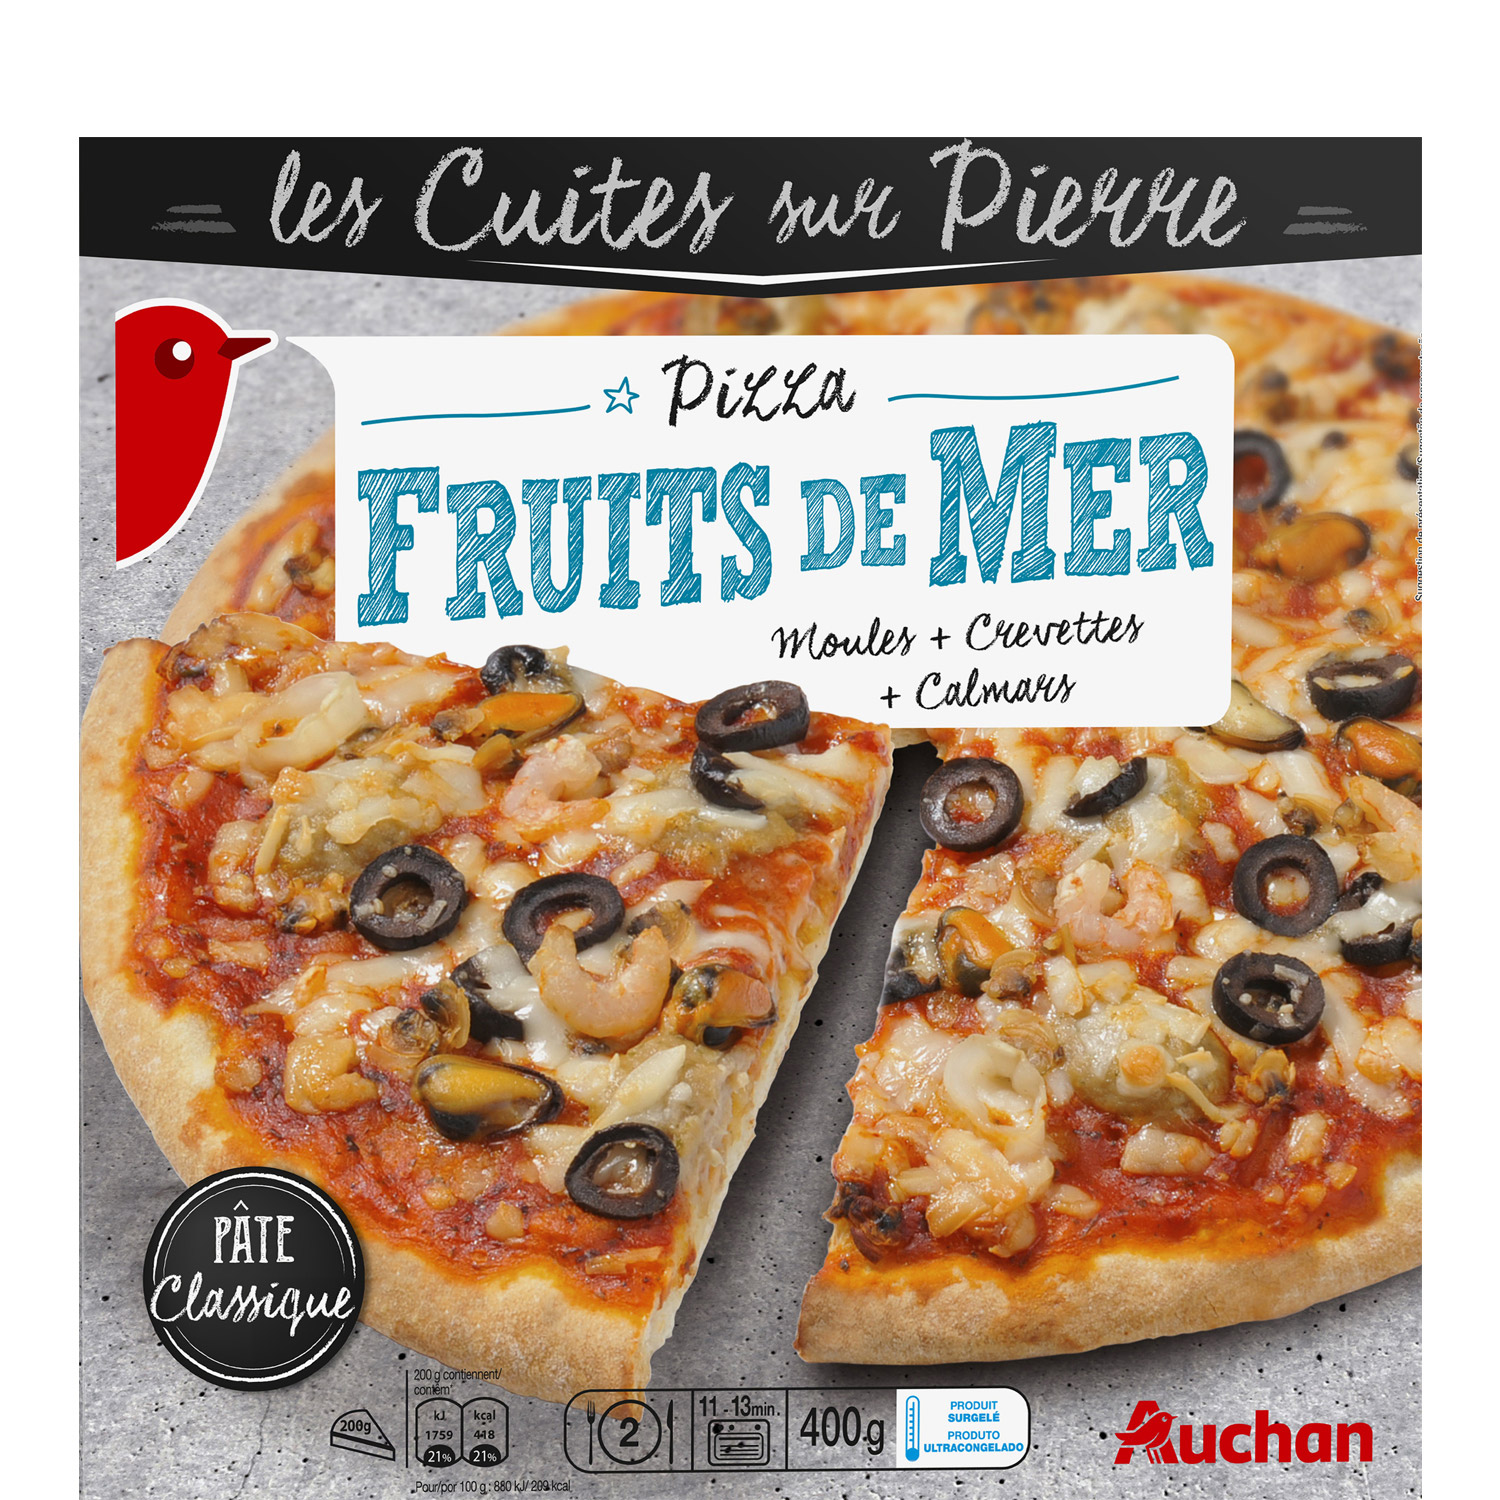 les Cuites sur Pierre
Pizza
FRUITS DE MER
Moules + Crevettes
+ Calmars
PÂTE
Classique
200g
200 g contiennent/
contêm
kJ
1759
21%
kcal
418
21%
Pour/por 100 g : 880 kJ/ 209 kcal
2
11 - 13min.
400g
PRODUIT
SURGELÉ
PRODUTO
ULTRACONGELADO
Auchan